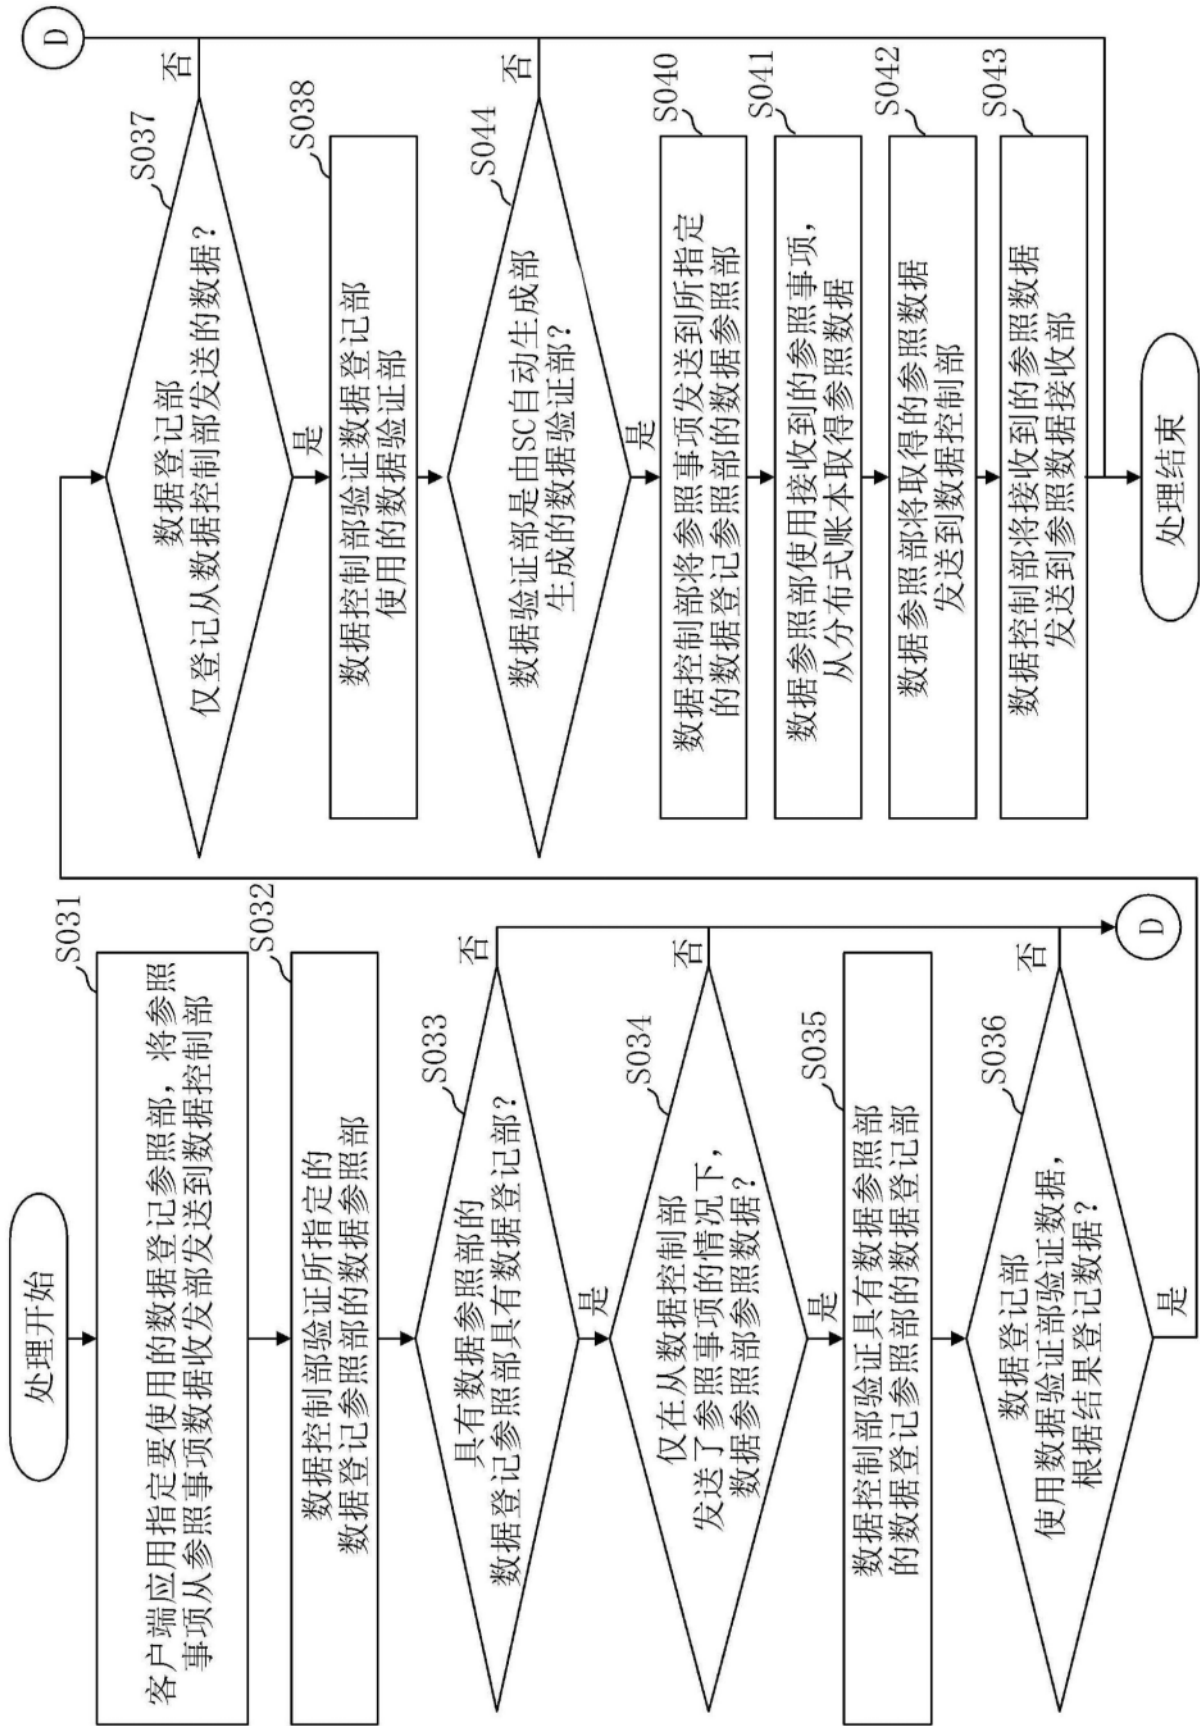 处理开始
S031
客户端应用指定要使用的数据登记参照部，将参照
事项从参照事项数据收发部发送到数据控制部
S032
数据控制部验证所指定的
数据登记参照部的数据参照部
S033
具有数据参照部的
数据登记参照部具有数据登记部?
否
是
S034
仅在从数据控制部
发送了参照事项的情况下，
数据参照部参照数据?
否
是
S035
数据控制部验证具有数据参照部
的数据登记参照部的数据登记部
S036
数据登记部
使用数据验证部验证数据，
根据结果登记数据?
否
是
D
D
S037
数据登记部
仅登记从数据控制部发送的数据?
否
是
S038
数据控制部验证数据登记部
使用的数据验证部
S044
数据验证部是由SC自动生成部
生成的数据验证部?
否
是
S040
数据控制部将参照事项发送到所指定
的数据登记参照部的数据参照部
S041
数据参照部使用接收到的参照事项，
从分布式账本取得参照数据
S042
数据参照部将取得的参照数据
发送到数据控制部
S043
数据控制部将接收到的参照数据
发送到参照数据接收部
处理结束